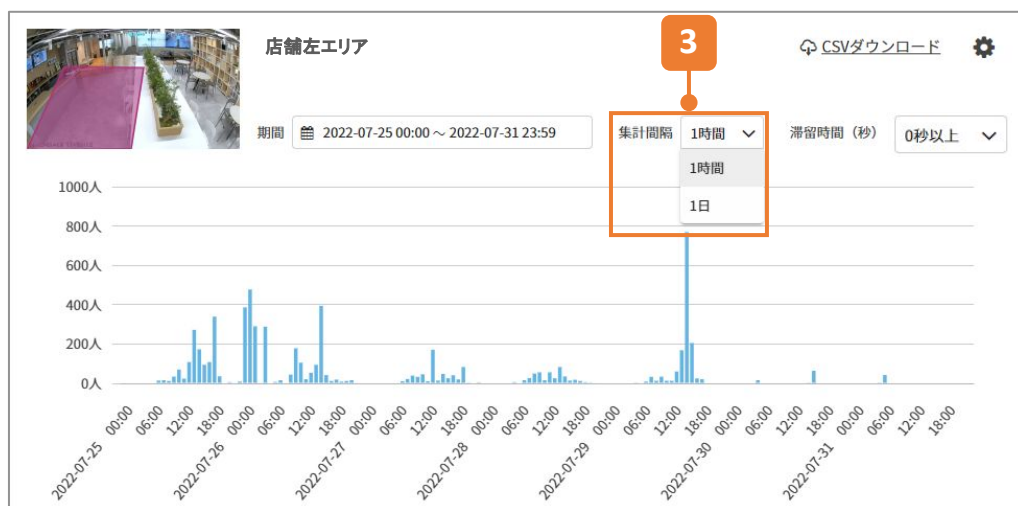 店舗左エリア
3
CSVダウンロード
期間 2022-07-25 00:00 ～ 2022-07-31 23:59
集計間隔 1時間
滞留時間（秒） 0秒以上
1時間
1日
1000人
800人
600人
400人
200人
0人
00:00 06:00 12:00 18:00 00:00 06:00 12:00 18:00 00:00 06:00 12:00 18:00 00:00 06:00 12:00 18:00 00:00 06:00 12:00 18:00 00:00 06:00 12:00 18:00 00:00 06:00 12:00 18:00
2022-07-25 2022-07-26 2022-07-27 2022-07-28 2022-07-29 2022-07-30 2022-07-31